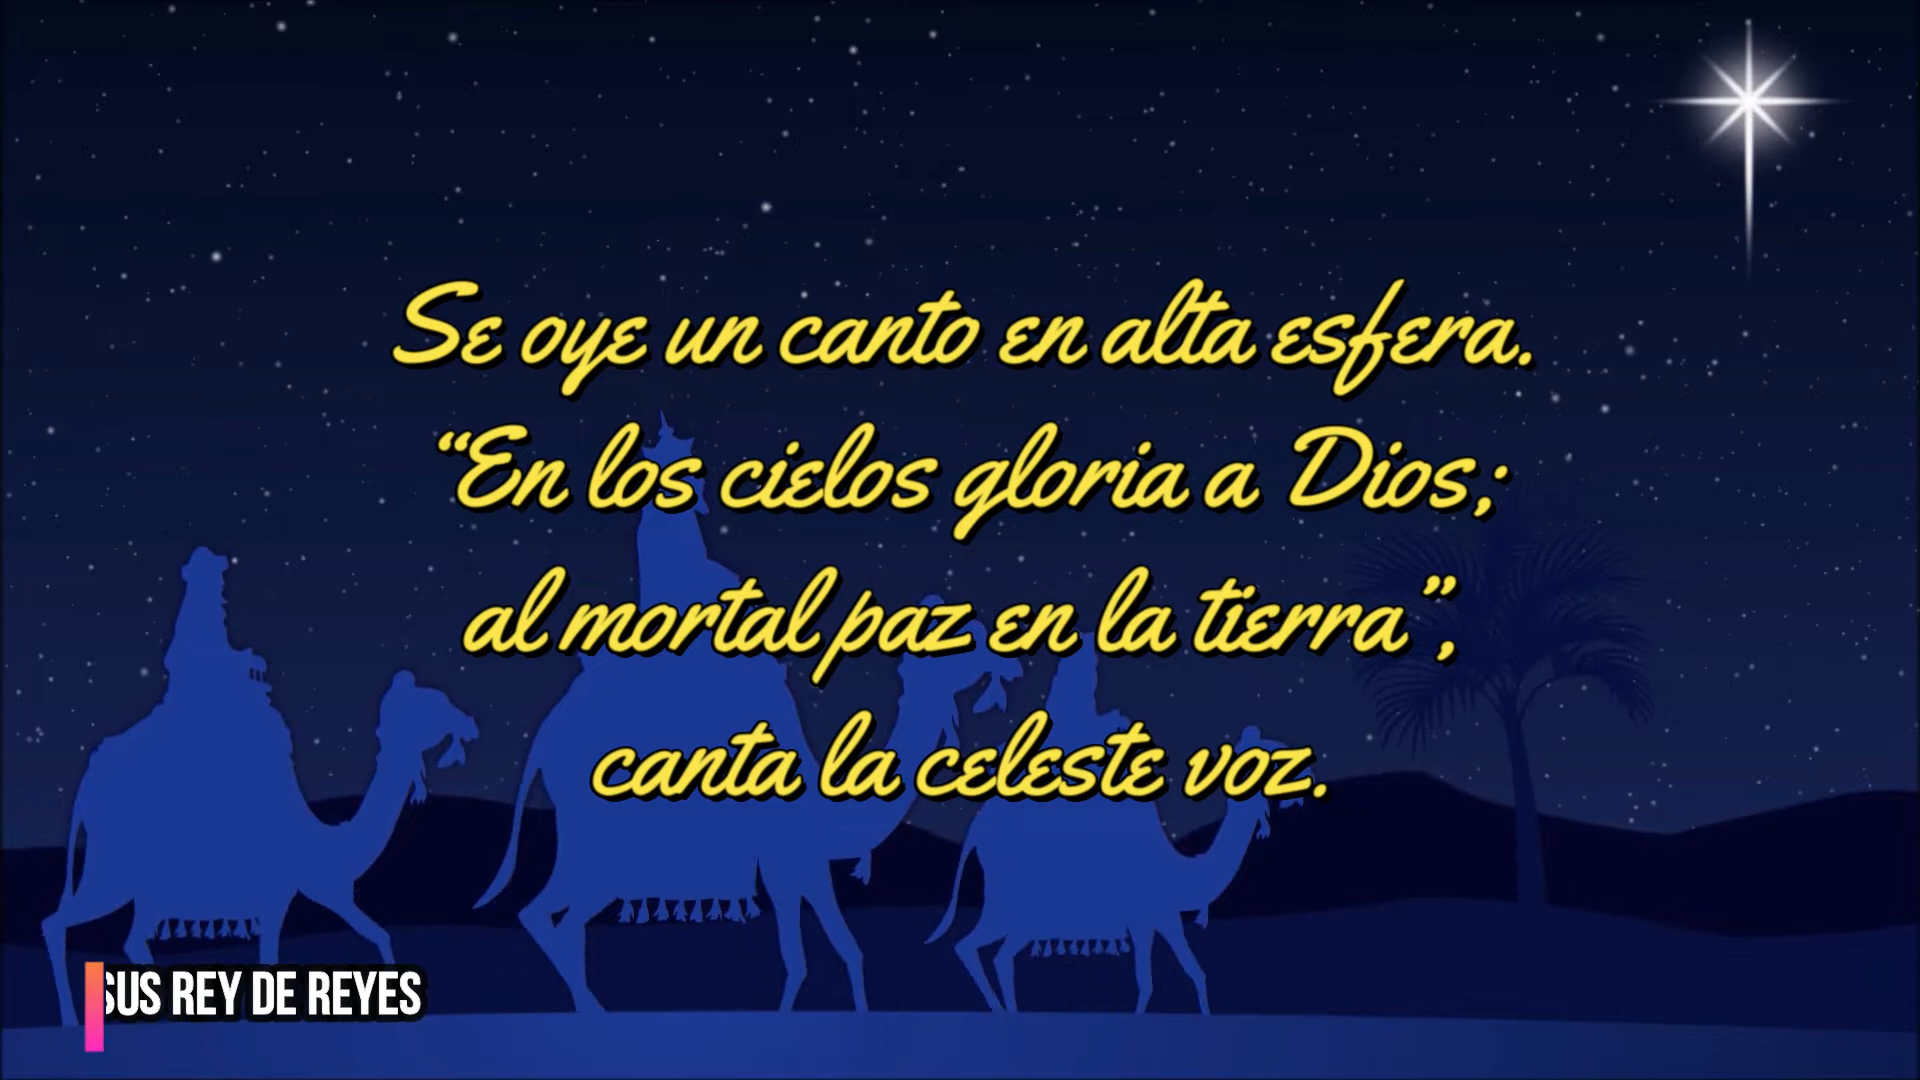 Se oye un canto en alta esfera.
“En los cielos gloria a Dios;
al mortal paz en la tierra”,
canta la celeste voz.
SUS REY DE REYES